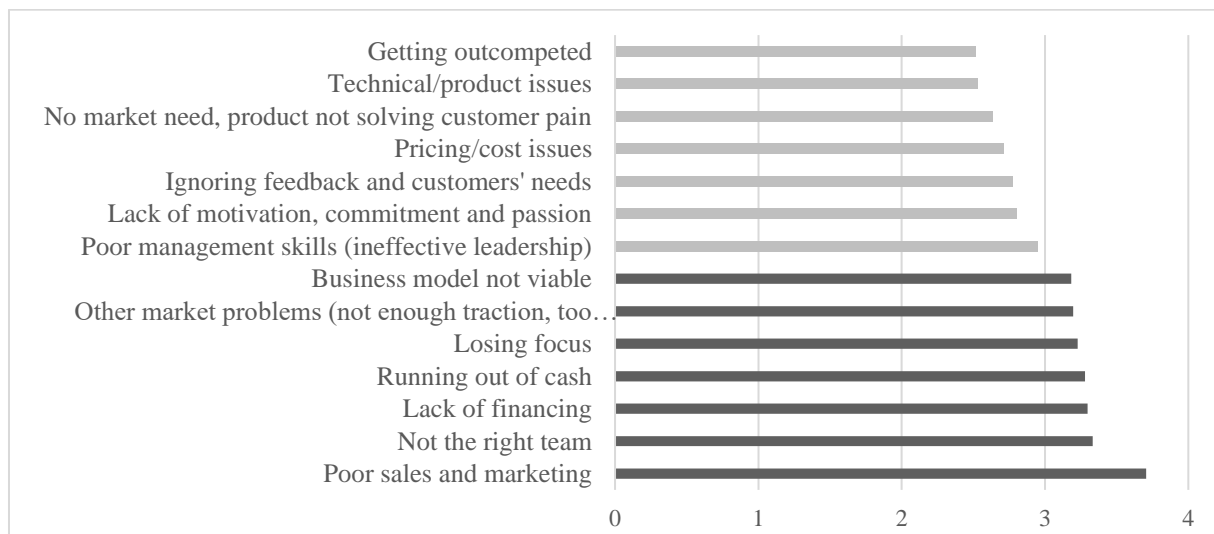 Getting outcompeted
Technical/product issues
No market need, product not solving customer pain
Pricing/cost issues
Ignoring feedback and customers' needs
Lack of motivation, commitment and passion
Poor management skills (ineffective leadership)
Business model not viable
Other market problems (not enough traction, too…
Losing focus
Running out of cash
Lack of financing
Not the right team
Poor sales and marketing
0 1 2 3 4